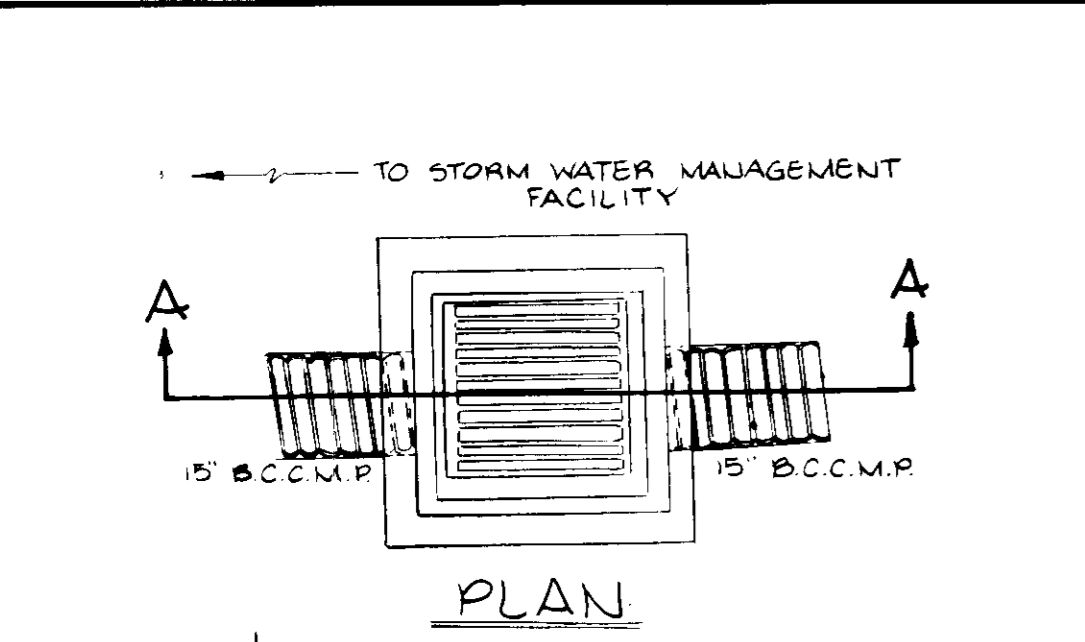 TO STORM WATER MANAGEMENT
FACILITY
A
A
15" B.C.C.M.P.
15" B.C.C.M.P.
PLAN